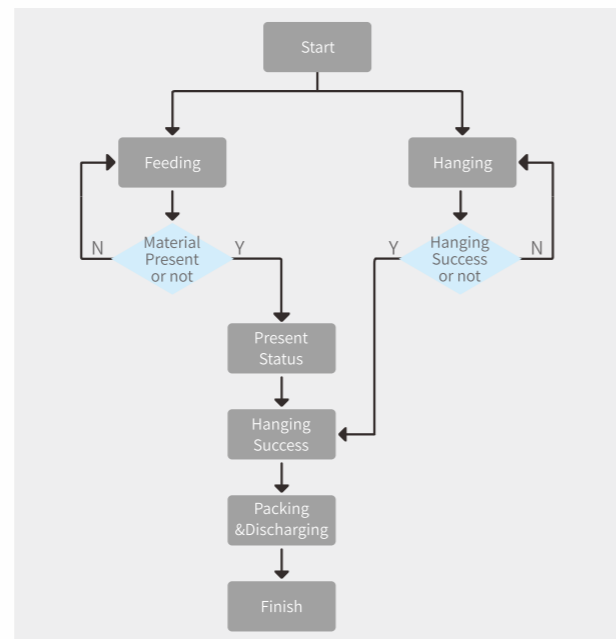 Start
Feeding
Hanging
N
Material
Present
or not
Y
Y
Hanging
Success
or not
N
Present
Status
Hanging
Success
Packing
&Discharging
Finish